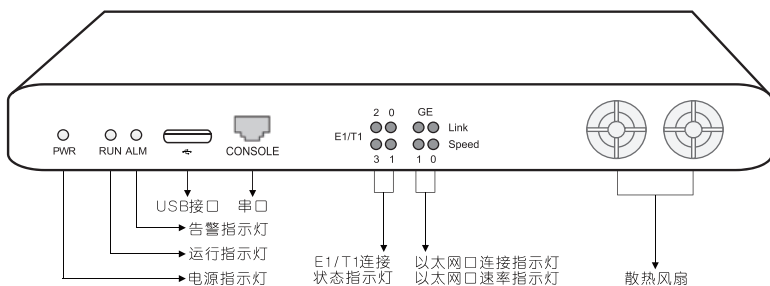 2 0 GE
E1/T1 Link
Speed
3 1 1 0
PWR RUN ALM CONSOLE
USB接口 串口
告警指示灯
运行指示灯
电源指示灯
E1/T1连接
状态指示灯
以太网口连接指示灯
以太网口速率指示灯
散热风扇